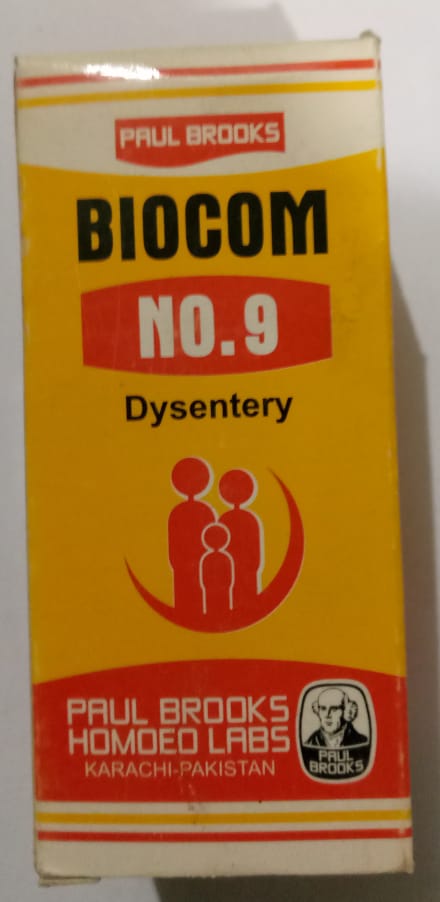 PAUL BROOKS
BIOCOM
NO.9
Dysentery
PAUL BROOKS
HOMOEO LABS
KARACHI-PAKISTAN
PAUL
BROOKS